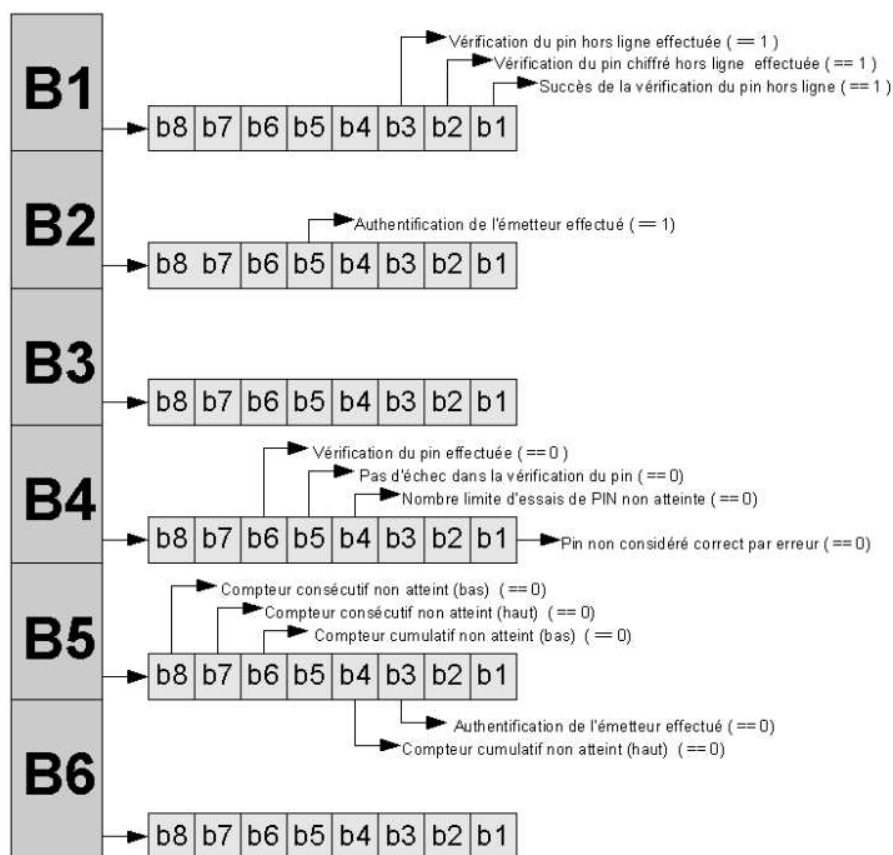 Vérification du pin hors ligne effectuée ( == 1 )
Vérification du pin chiffré hors ligne effectuée ( == 1 )
Succès de la vérification du pin hors ligne ( == 1 )
B1
b8 b7 b6 b5 b4 b3 b2 b1
Authentification de l'émetteur effectué ( == 1)
B2
b8 b7 b6 b5 b4 b3 b2 b1
B3
b8 b7 b6 b5 b4 b3 b2 b1
Vérification du pin effectuée ( ==0 )
Pas d'échec dans la vérification du pin ( ==0)
Nombre limite d'essais de PIN non atteinte ( ==0)
B4
b8 b7 b6 b5 b4 b3 b2 b1
Pin non considéré correct par erreur ( ==0)
Compteur consécutif non atteint (bas) ( ==0)
Compteur consécutif non atteint (haut) ( ==0)
Compteur cumulatif non atteint (bas) ( == 0)
B5
b8 b7 b6 b5 b4 b3 b2 b1
Authentification de l'émetteur effectué ( ==0)
Compteur cumulatif non atteint (haut) ( ==0)
B6
b8 b7 b6 b5 b4 b3 b2 b1